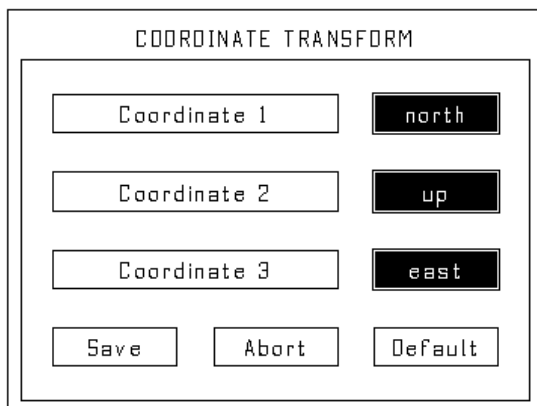 COORDINATE TRANSFORM
Coordinate 1 north
Coordinate 2 up
Coordinate 3 east
Save Abort Default